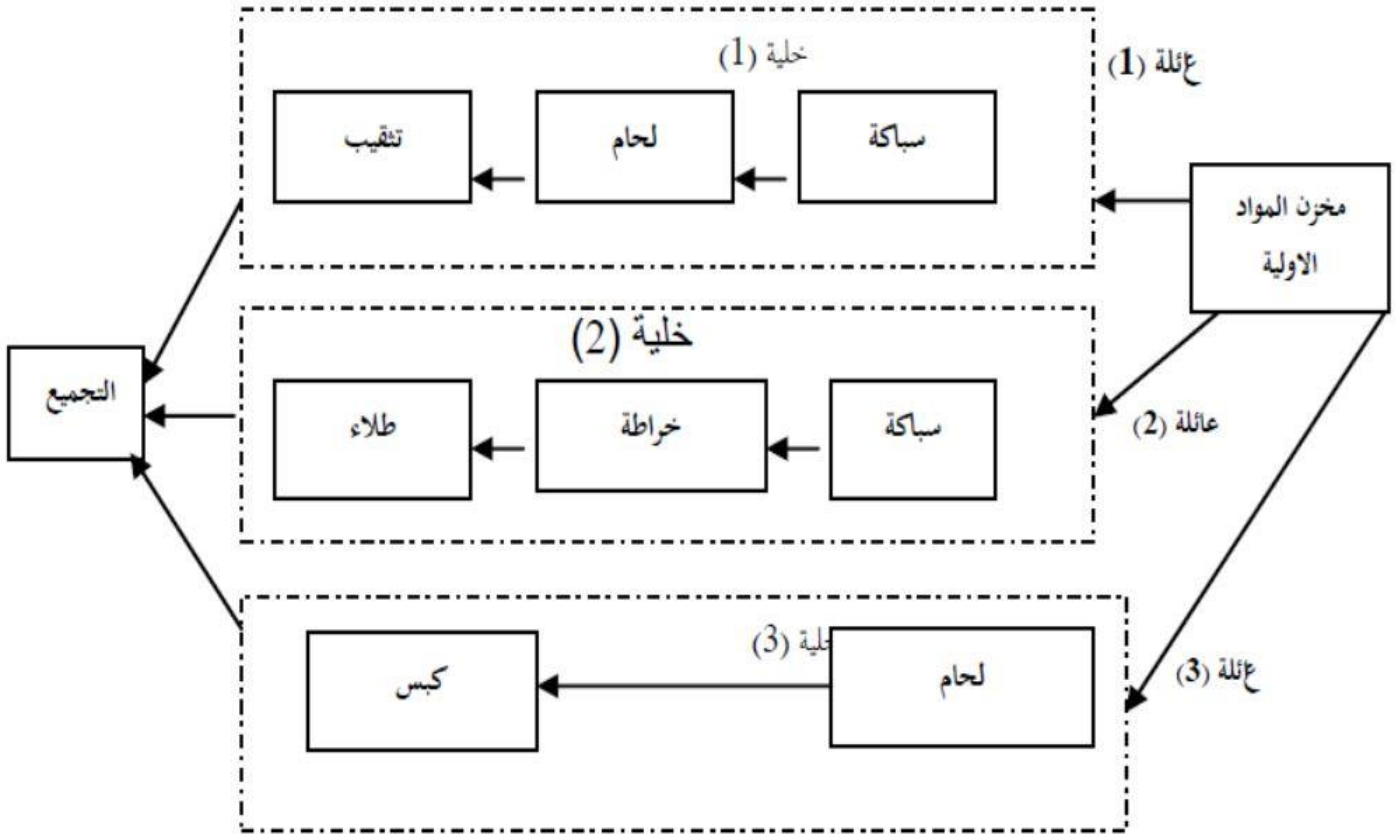 خلية (1)
عائلة (1)
سباكة
لحام
تثقيب
مخزن المواد
الاولية
خلية (2)
عائلة (2)
سباكة
خراطة
طلاء
التجميع
خلية (3)
عائلة (3)
لحام
كبس